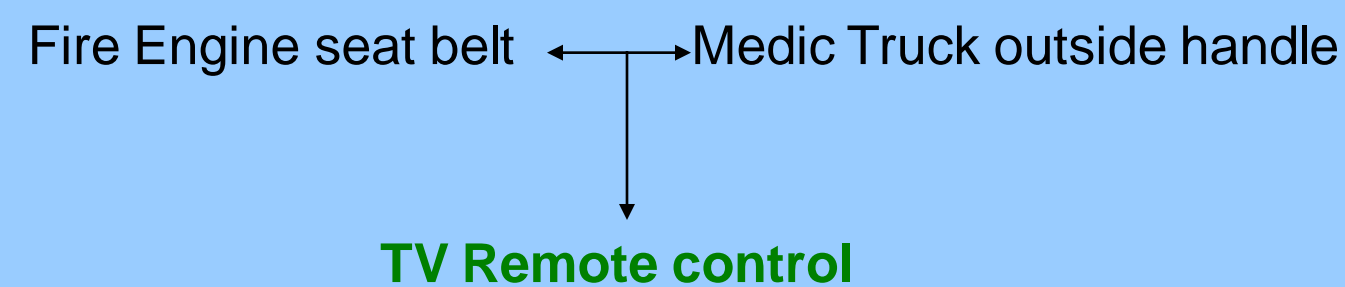 Fire Engine seat belt Medic Truck outside handle
TV Remote control